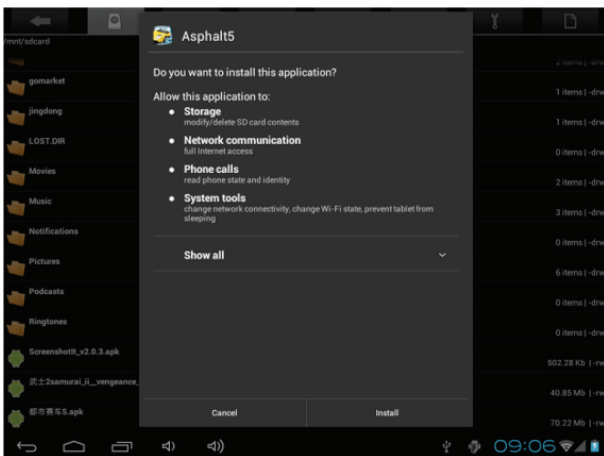 /mnt/sdcard
Asphalt5
Do you want to install this application?
Allow this application to:
Storage
modify/delete SD card contents
Network communication
full Internet access
Phone calls
read phone state and identity
System tools
change network connectivity, change Wi-Fi state, prevent tablet from
sleeping
Show all
Cancel
Install
2 items | -drw
gomarket
1 items | -drw
jingdong
1 items | -drw
LOST.DIR
0 items | -drw
Movies
2 items | -drw
Music
3 items | -drw
Notifications
0 items | -drw
Pictures
6 items | -drw
Podcasts
0 items | -drw
Ringtones
0 items | -drw
ScreenshotIt_v2.0.3.apk
502.28 Kb | -rw
武士2samurai_ii_vengeance_
40.85 Mb | -rw
都市赛车5.apk
70.22 Mb | -rw
09:06